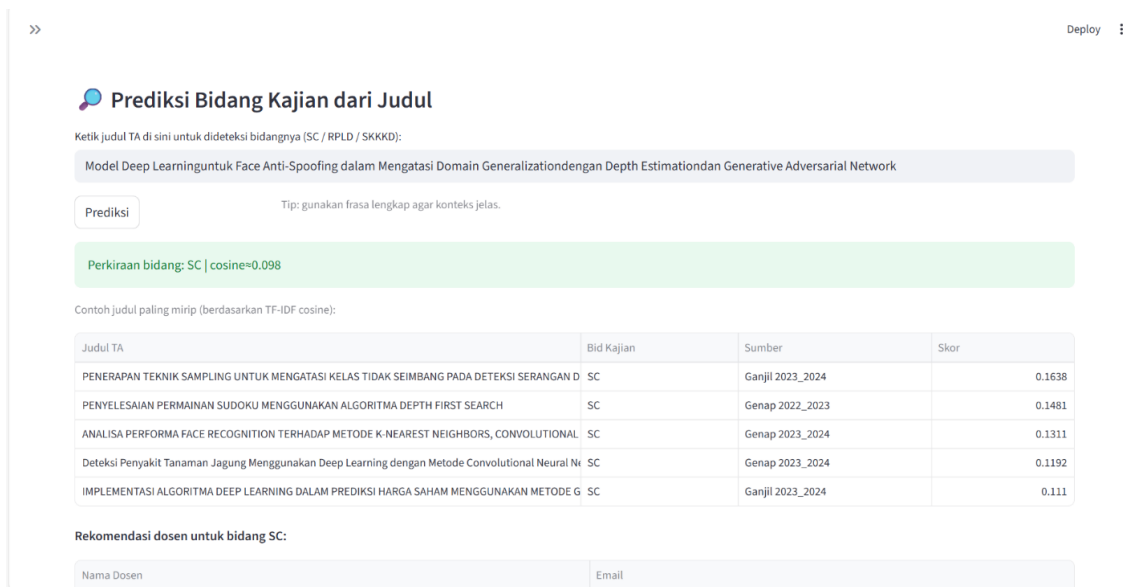 Deploy
Prediksi Bidang Kajian dari Judul
Ketik judul TA di sini untuk dideteksi bidangnya (SC / RPLD / SKKKD):
Model Deep Learninguntuk Face Anti-Spoofing dalam Mengatasi Domain Generalizationdengan Depth Estimationdan Generative Adversarial Network
Prediksi Tip: gunakan frasa lengkap agar konteks jelas.
Perkiraan bidang: SC | cosine≈0.098
Contoh judul paling mirip (berdasarkan TF-IDF cosine):
Judul TA Bid Kajian Sumber Skor
PENERAPAN TEKNIK SAMPLING UNTUK MENGATASI KELAS TIDAK SEIMBANG PADA DETEKSI SERANGAN D SC Ganjil 2023_2024 0.1638
PENYELESAIAN PERMAINAN SUDOKU MENGGUNAKAN ALGORITMA DEPTH FIRST SEARCH SC Genap 2022_2023 0.1481
ANALISA PERFORMA FACE RECOGNITION TERHADAP METODE K-NEAREST NEIGHBORS, CONVOLUTIONAL SC Genap 2023_2024 0.1311
Deteksi Penyakit Tanaman Jagung Menggunakan Deep Learning dengan Metode Convolutional Neural Ne SC Genap 2023_2024 0.1192
IMPLEMENTASI ALGORITMA DEEP LEARNING DALAM PREDIKSI HARGA SAHAM MENGGUNAKAN METODE G SC Ganjil 2023_2024 0.111
Rekomendasi dosen untuk bidang SC:
Nama Dosen Email